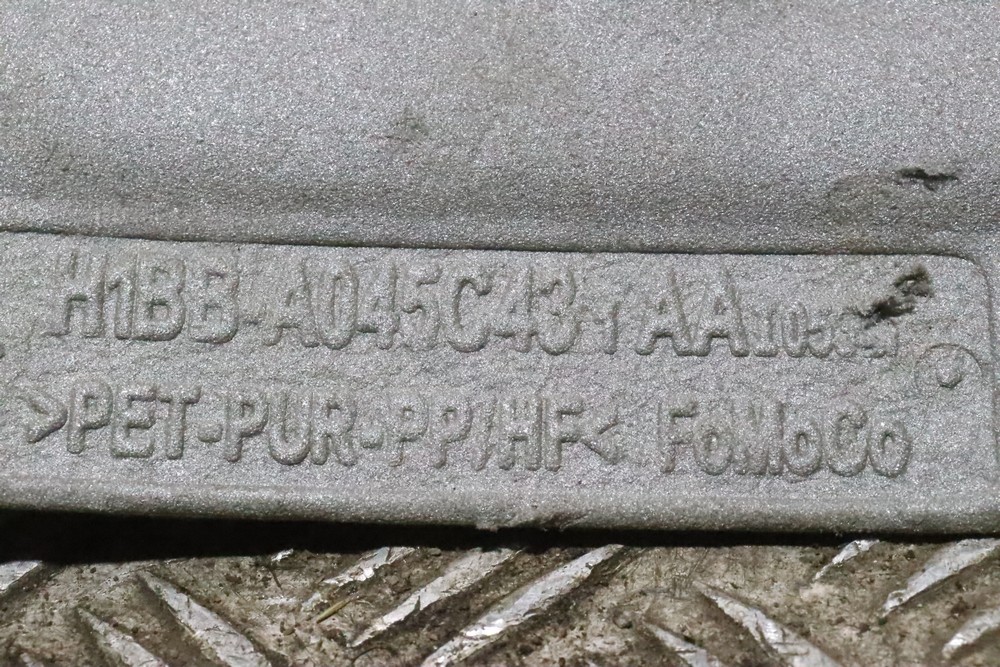 H1BB-A045C43-AA
>PET-PUR-PP/HF< FoMoCo